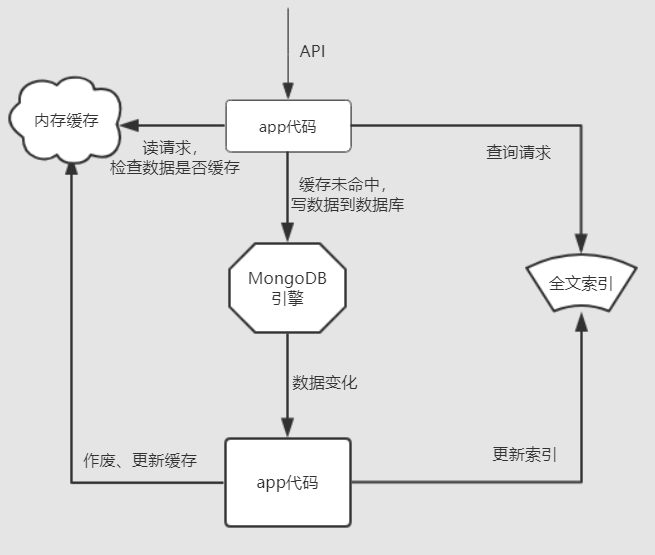 API
内存缓存
app代码
读请求，
检查数据是否缓存
查询请求
缓存未命中，
写数据到数据库
MongoDB
引擎
全文索引
数据变化
作废、更新缓存
更新索引
app代码